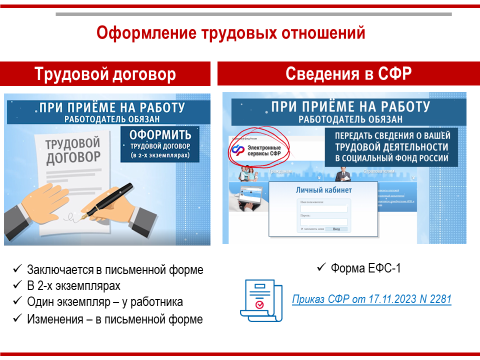 Оформление трудовых отношений
Трудовой договор
ПРИ ПРИЁМЕ НА РАБОТУ
РАБОТОДАТЕЛЬ ОБЯЗАН
ТРУДОВОЙ
ДОГОВОР
ОФОРМИТЬ
ТРУДОВОЙ ДОГОВОР
(в 2-х экземплярах)
✓ Заключается в письменной форме
✓ В 2-х экземплярах
✓ Один экземпляр – у работника
✓ Изменения – в письменной форме
Сведения в СФР
ПРИ ПРИЁМЕ НА РАБОТУ
РАБОТОДАТЕЛЬ ОБЯЗАН
Электронные
сервисы СФР
ПЕРЕДАТЬ СВЕДЕНИЯ О ВАШЕЙ
ТРУДОВОЙ ДЕЯТЕЛЬНОСТИ
В СОЦИАЛЬНЫЙ ФОНД РОССИИ
Личный кабинет
✓ Форма ЕФС-1
Приказ СФР от 17.11.2023 N 2281